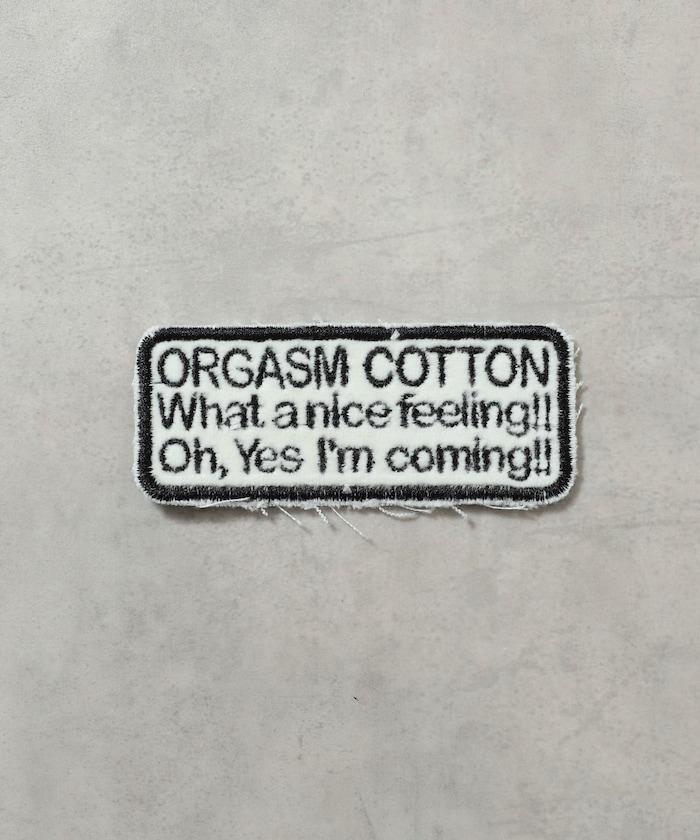 ORGASM COTTON
What a nice feeling!!
Oh, Yes I'm coming!!